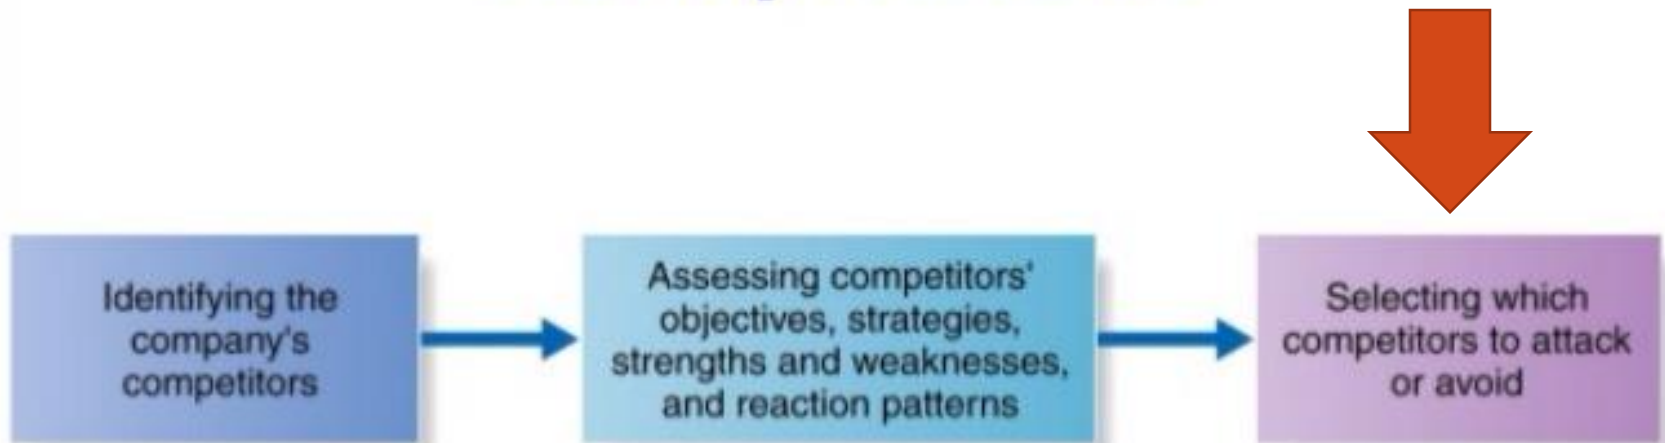 Identifying the
company's
competitors
Assessing competitors'
objectives, strategies,
strengths and weaknesses,
and reaction patterns
Selecting which
competitors to attack
or avoid